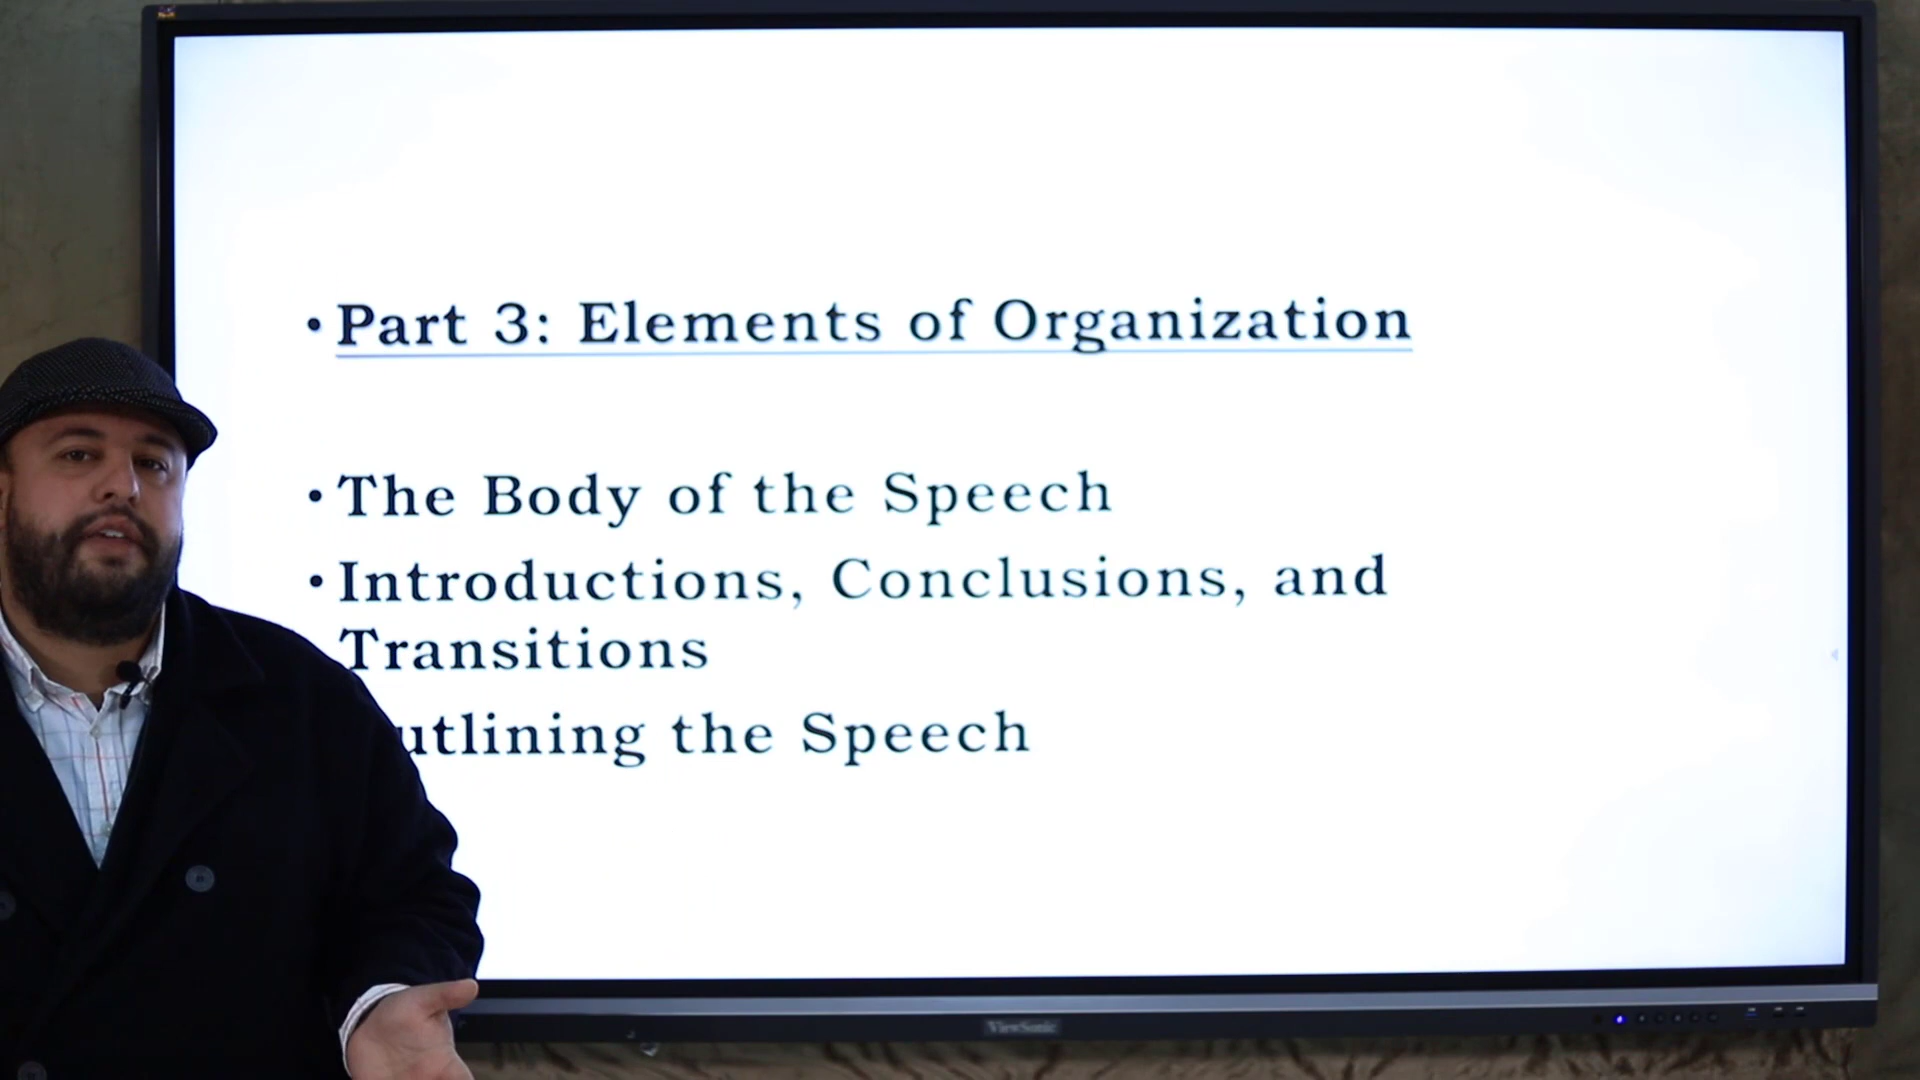 • Part 3: Elements of Organization
• The Body of the Speech
• Introductions, Conclusions, and
Transitions
utlining the Speech
ViewSonic